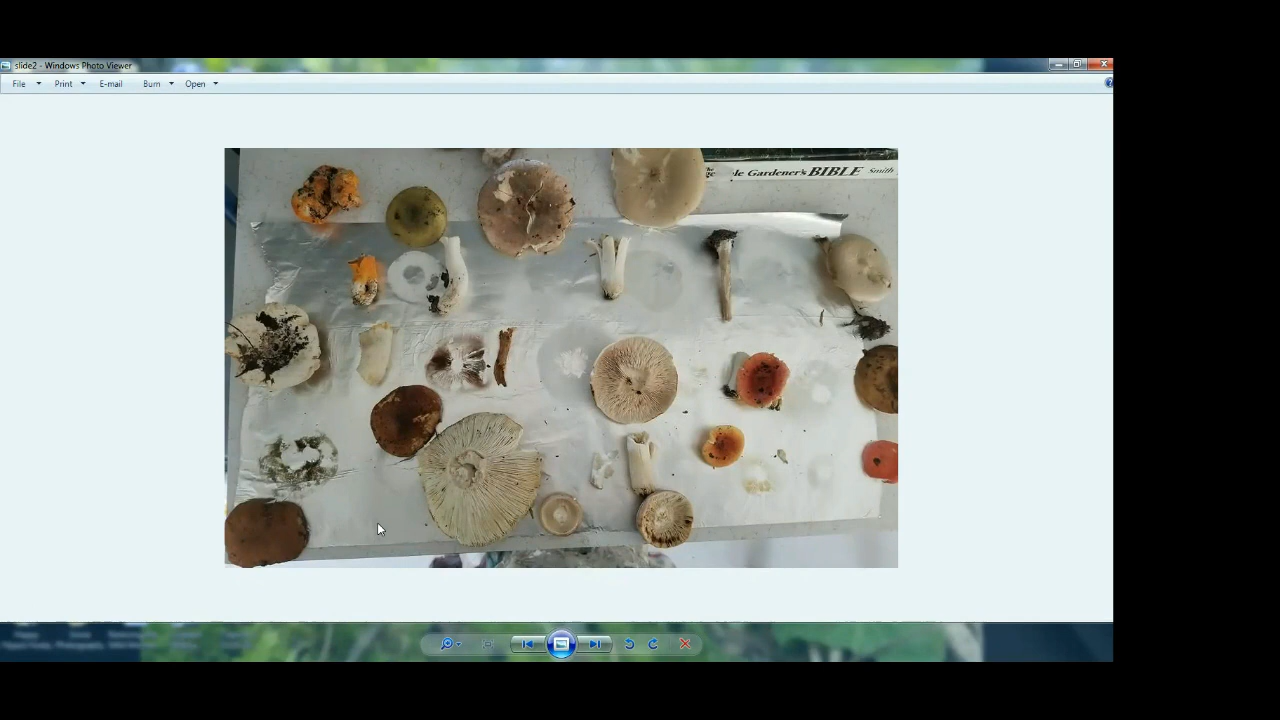 slide2 - Windows Photo Viewer
File Print E-mail Burn Open
le Gardener's BIBLE Smith